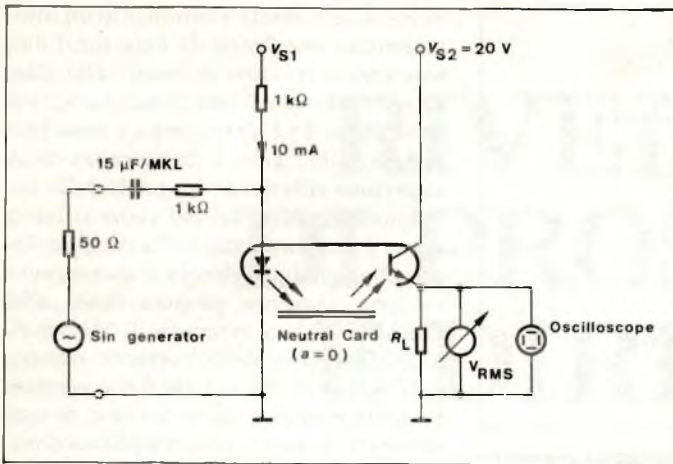 V_S1
V_S2 = 20 V
1 kΩ
10 mA
15 µF/MKL
1 kΩ
50 Ω
Sin generator
Neutral Card
(a = 0)
R_L
V_RMS
Oscilloscope